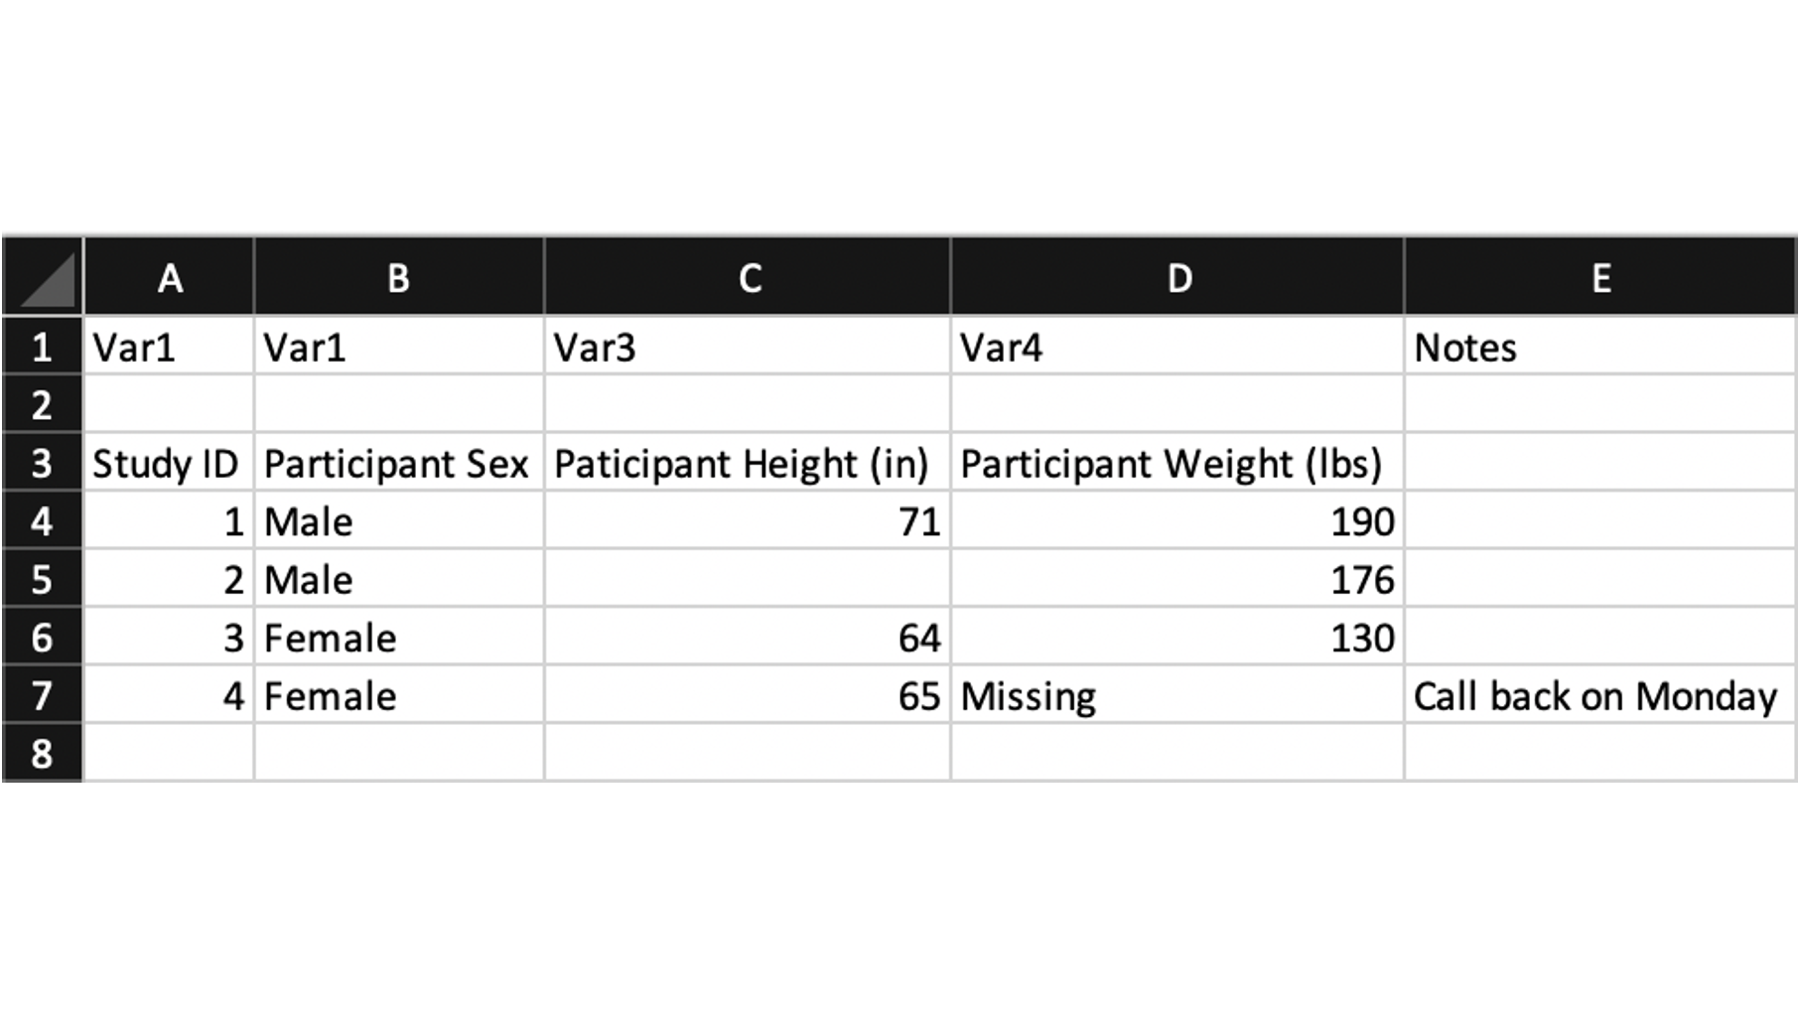 A B C D E
1 Var1 Var1 Var3 Var4 Notes
2
3 Study ID Participant Sex Paticipant Height (in) Participant Weight (lbs)
4 1 Male 71 190
5 2 Male 176
6 3 Female 64 130
7 4 Female 65 Missing Call back on Monday
8